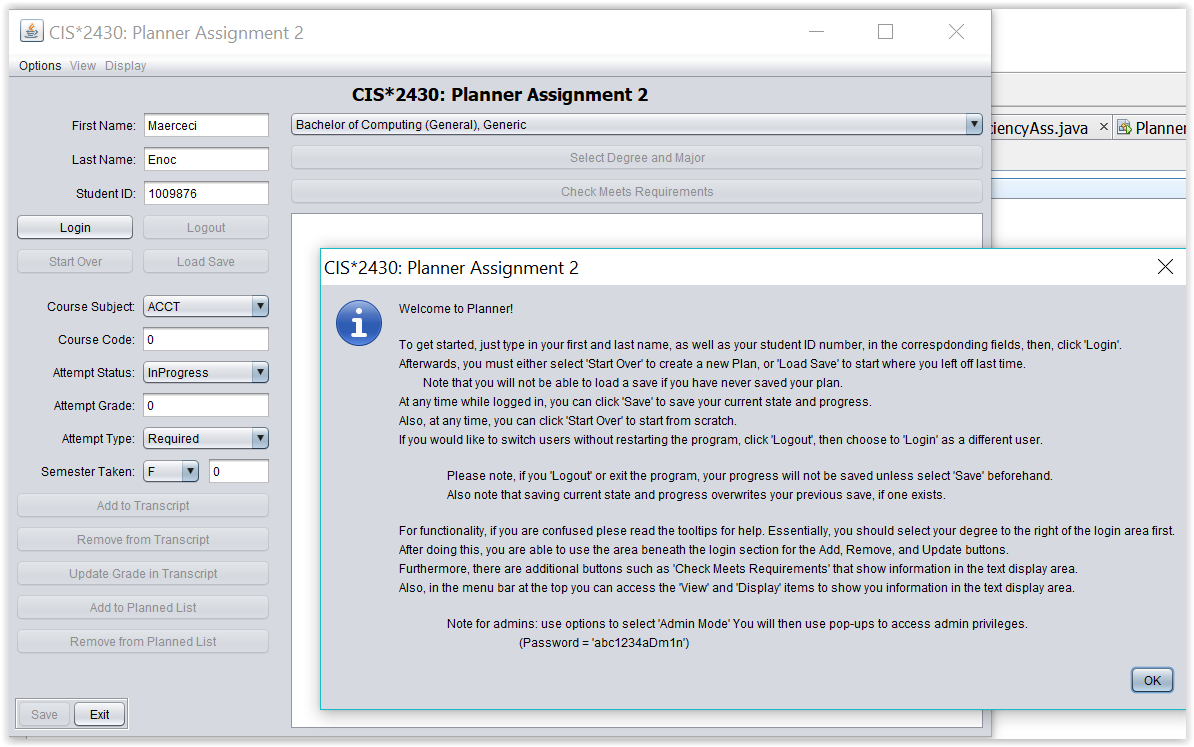 CIS*2430: Planner Assignment 2
Options View Display
CIS*2430: Planner Assignment 2
First Name: Maerceci
Bachelor of Computing (General), Generic
Last Name: Enoc
Select Degree and Major
Student ID: 1009876
Check Meets Requirements
Login Logout
Start Over Load Save
Course Subject: ACCT
Course Code: 0
Attempt Status: InProgress
Attempt Grade: 0
Attempt Type: Required
Semester Taken: F 0
Add to Transcript
Remove from Transcript
Update Grade in Transcript
Add to Planned List
Remove from Planned List
Save Exit
ciencyAss.java × Planner
CIS*2430: Planner Assignment 2
Welcome to Planner!
To get started, just type in your first and last name, as well as your student ID number, in the correspdonding fields, then, click 'Login'.
Afterwards, you must either select 'Start Over' to create a new Plan, or 'Load Save' to start where you left off last time.
Note that you will not be able to load a save if you have never saved your plan.
At any time while logged in, you can click 'Save' to save your current state and progress.
Also, at any time, you can click 'Start Over' to start from scratch.
If you would like to switch users without restarting the program, click 'Logout', then choose to 'Login' as a different user.
Please note, if you 'Logout' or exit the program, your progress will not be saved unless select 'Save' beforehand.
Also note that saving current state and progress overwrites your previous save, if one exists.
For functionality, if you are confused plese read the tooltips for help. Essentially, you should select your degree to the right of the login area first.
After doing this, you are able to use the area beneath the login section for the Add, Remove, and Update buttons.
Furthermore, there are additional buttons such as 'Check Meets Requirements' that show information in the text display area.
Also, in the menu bar at the top you can access the 'View' and 'Display' items to show you information in the text display area.
Note for admins: use options to select 'Admin Mode' You will then use pop-ups to access admin privileges.
(Password = 'abc1234aDm1n')
OK